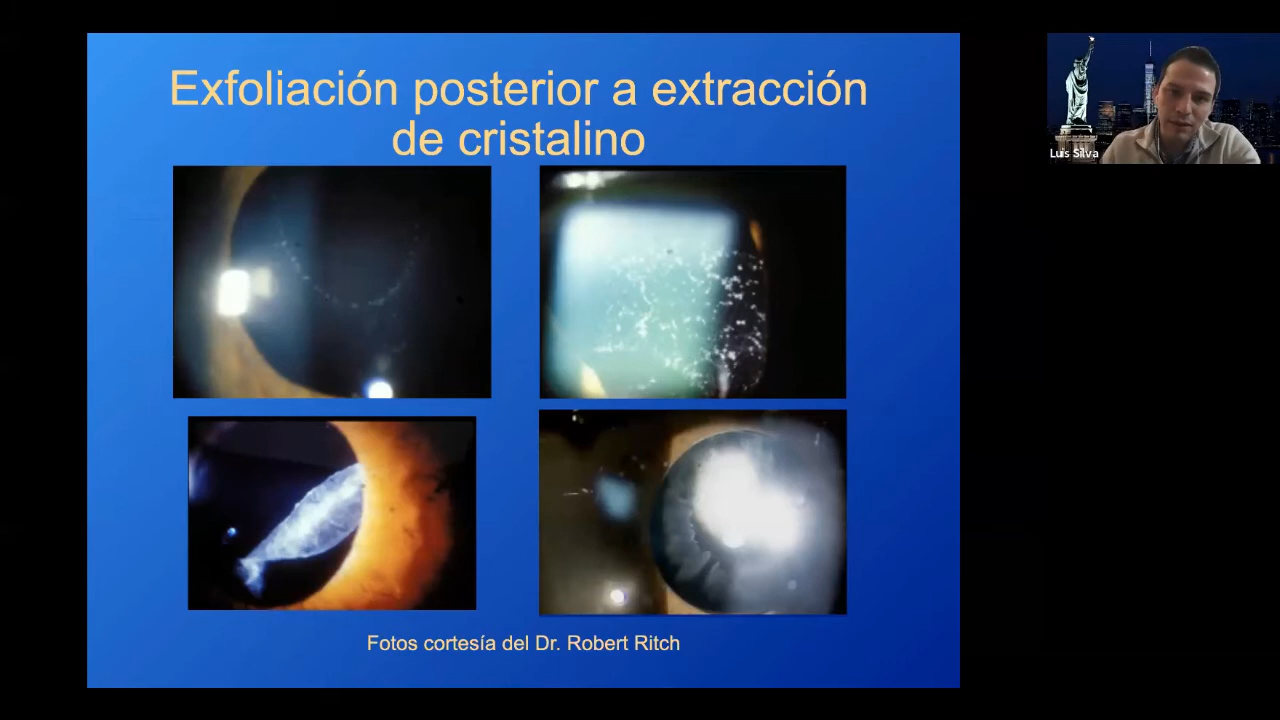 Exfoliación posterior a extracción
de cristalino
Luis Silva
Fotos cortesía del Dr. Robert Ritch